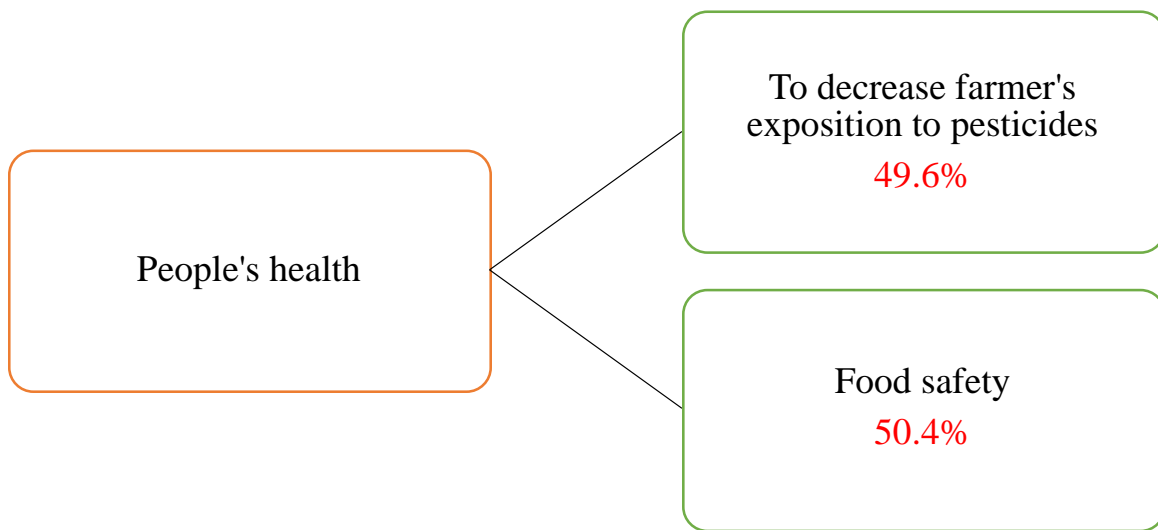 To decrease farmer's
exposition to pesticides
49.6%
People's health
Food safety
50.4%